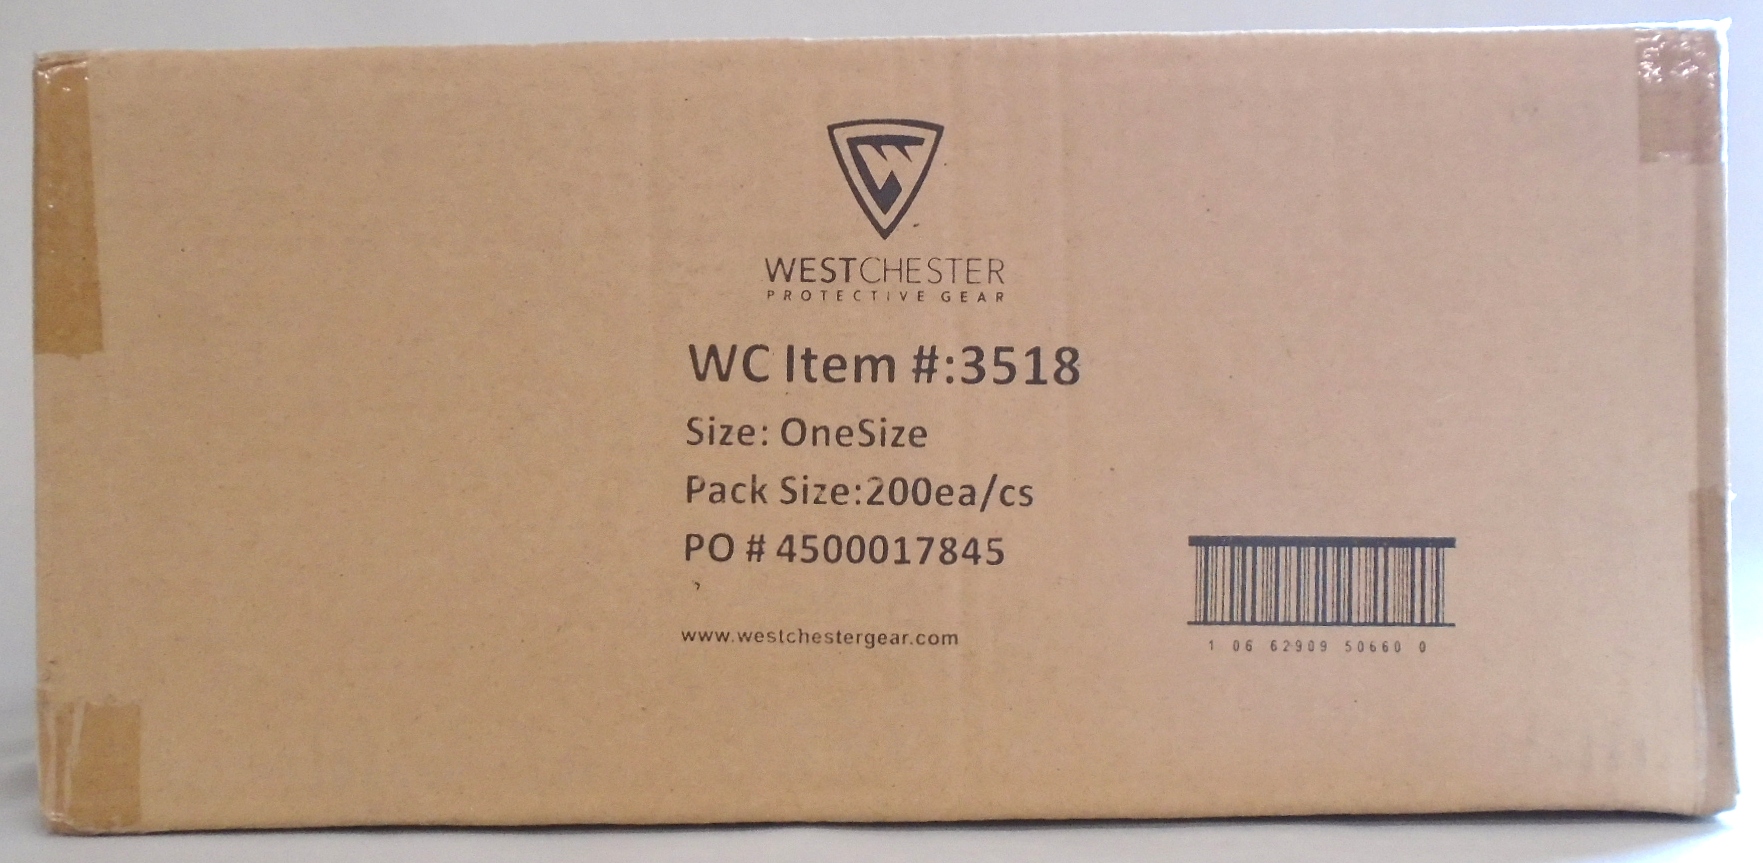 WESTCHESTER
PROTECTIVE GEAR
WC Item #:3518
Size: OneSize
Pack Size:200ea/cs
PO # 4500017845
www.westchestergear.com
1 06 62909 50660 0